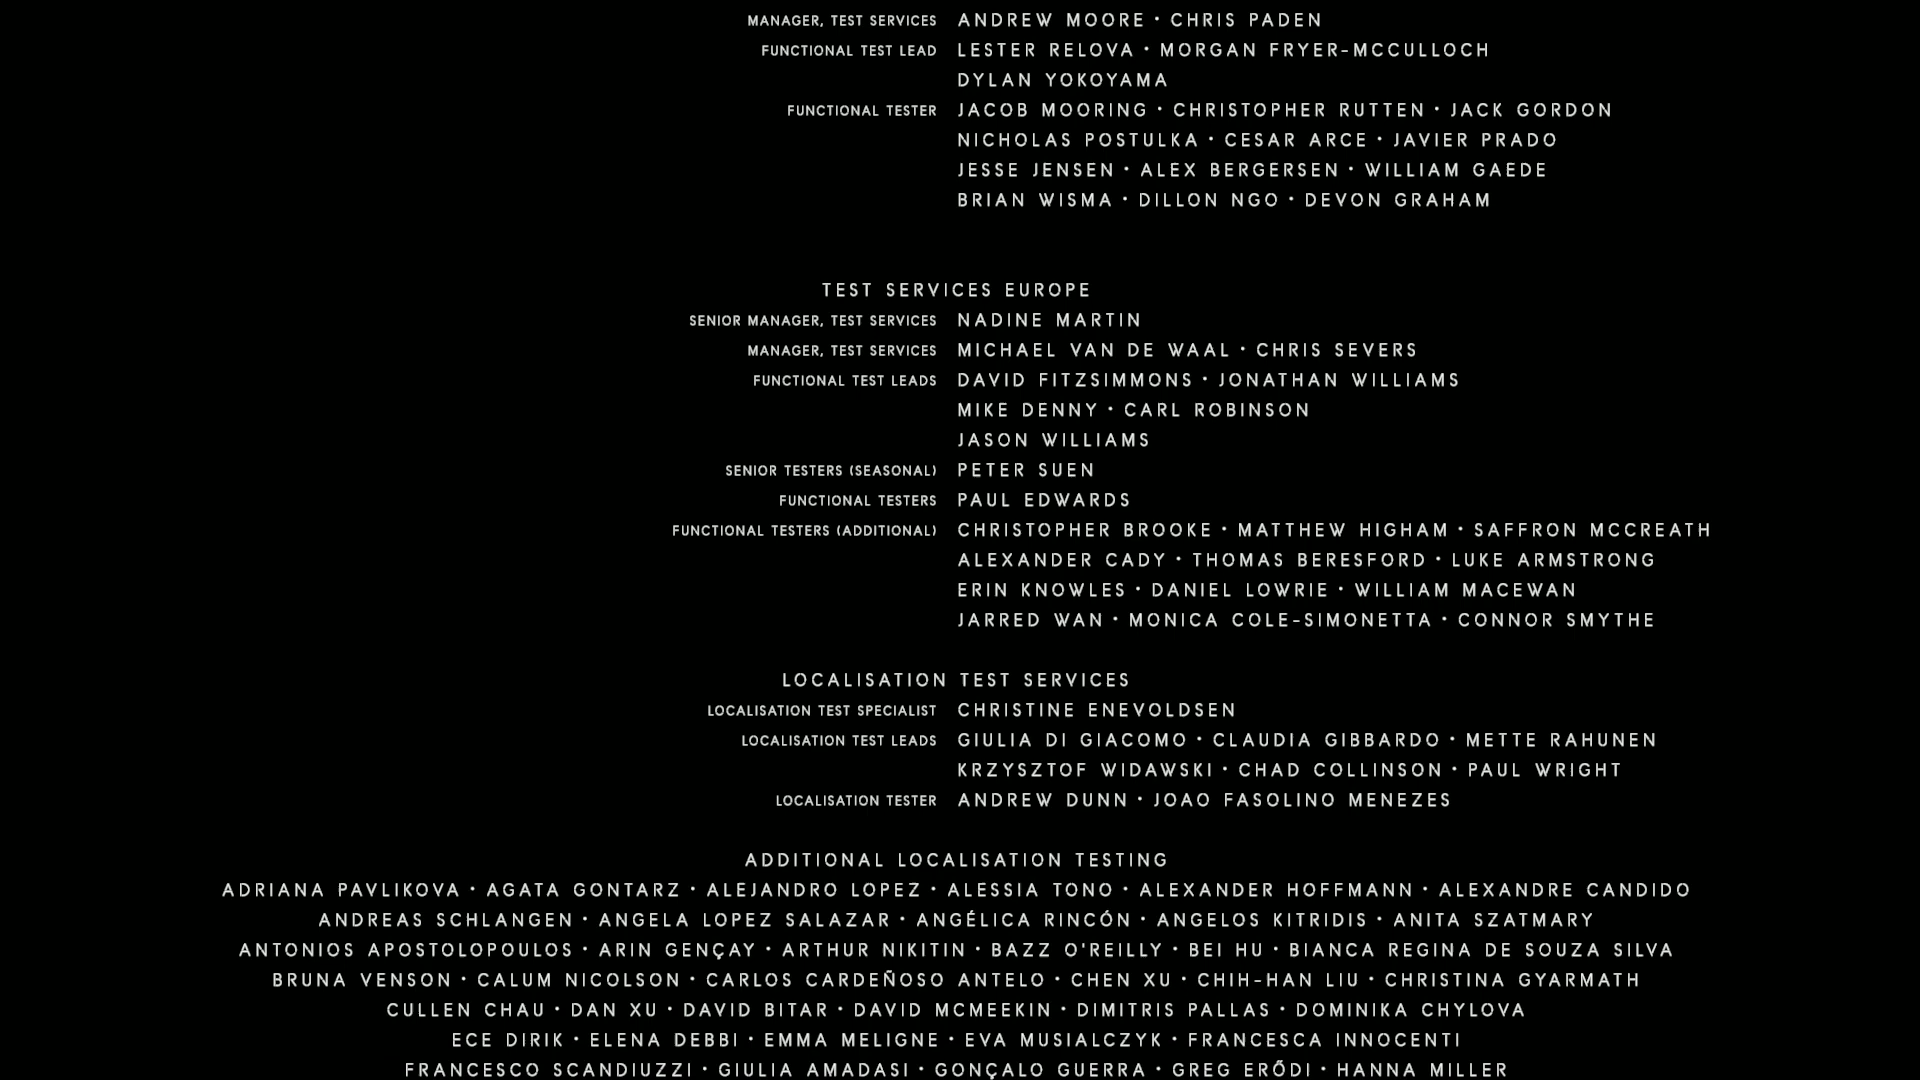 MANAGER, TEST SERVICES ANDREW MOORE • CHRIS PADEN
FUNCTIONAL TEST LEAD LESTER RELOVA • MORGAN FRYER-MCCULLOCH
DYLAN YOKOYAMA
FUNCTIONAL TESTER JACOB MOORING • CHRISTOPHER RUTTEN • JACK GORDON
NICHOLAS POSTULKA • CESAR ARCE • JAVIER PRADO
JESSE JENSEN • ALEX BERGERSEN • WILLIAM GAEDE
BRIAN WISMA • DILLON NGO • DEVON GRAHAM
TEST SERVICES EUROPE
SENIOR MANAGER, TEST SERVICES NADINE MARTIN
MANAGER, TEST SERVICES MICHAEL VAN DE WAAL • CHRIS SEVERS
FUNCTIONAL TEST LEADS DAVID FITZSIMMONS • JONATHAN WILLIAMS
MIKE DENNY • CARL ROBINSON
JASON WILLIAMS
SENIOR TESTERS (SEASONAL) PETER SUEN
FUNCTIONAL TESTERS PAUL EDWARDS
FUNCTIONAL TESTERS (ADDITIONAL) CHRISTOPHER BROOKE • MATTHEW HIGHAM • SAFFRON MCCREATH
ALEXANDER CADY • THOMAS BERESFORD • LUKE ARMSTRONG
ERIN KNOWLES • DANIEL LOWRIE • WILLIAM MACEWAN
JARRED WAN • MONICA COLE-SIMONETTA • CONNOR SMYTHE
LOCALISATION TEST SERVICES
LOCALISATION TEST SPECIALIST CHRISTINE ENEVOLDSEN
LOCALISATION TEST LEADS GIULIA DI GIACOMO • CLAUDIA GIBBARDO • METTE RAHUNEN
KRZYSZTOF WIDAWSKI • CHAD COLLINSON • PAUL WRIGHT
LOCALISATION TESTER ANDREW DUNN • JOAO FASOLINO MENEZES
ADDITIONAL LOCALISATION TESTING
ADRIANA PAVLIKOVA • AGATA GONTARZ • ALEJANDRO LOPEZ • ALESSIA TONO • ALEXANDER HOFFMANN • ALEXANDRE CANDIDO
ANDREAS SCHLANGEN • ANGELA LOPEZ SALAZAR • ANGÉLICA RINCÓN • ANGELOS KITRIDIS • ANITA SZATMARY
ANTONIOS APOSTOLOPOULOS • ARIN GENÇAY • ARTHUR NIKITIN • BAZZ O'REILLY • BEI HU • BIANCA REGINA DE SOUZA SILVA
BRUNA VENSON • CALUM NICOLSON • CARLOS CARDEÑOSO ANTELO • CHEN XU • CHIH-HAN LIU • CHRISTINA GYARMATH
CULLEN CHAU • DAN XU • DAVID BITAR • DAVID MCMEEKIN • DIMITRIS PALLAS • DOMINIKA CHYLOVA
ECE DIRIK • ELENA DEBBI • EMMA MELIGNE • EVA MUSIALCZYK • FRANCESCA INNOCENTI
FRANCESCO SCANDIUZZI • GIULIA AMADASI • GONÇALO GUERRA • GREG ERŐDI • HANNA MILLER